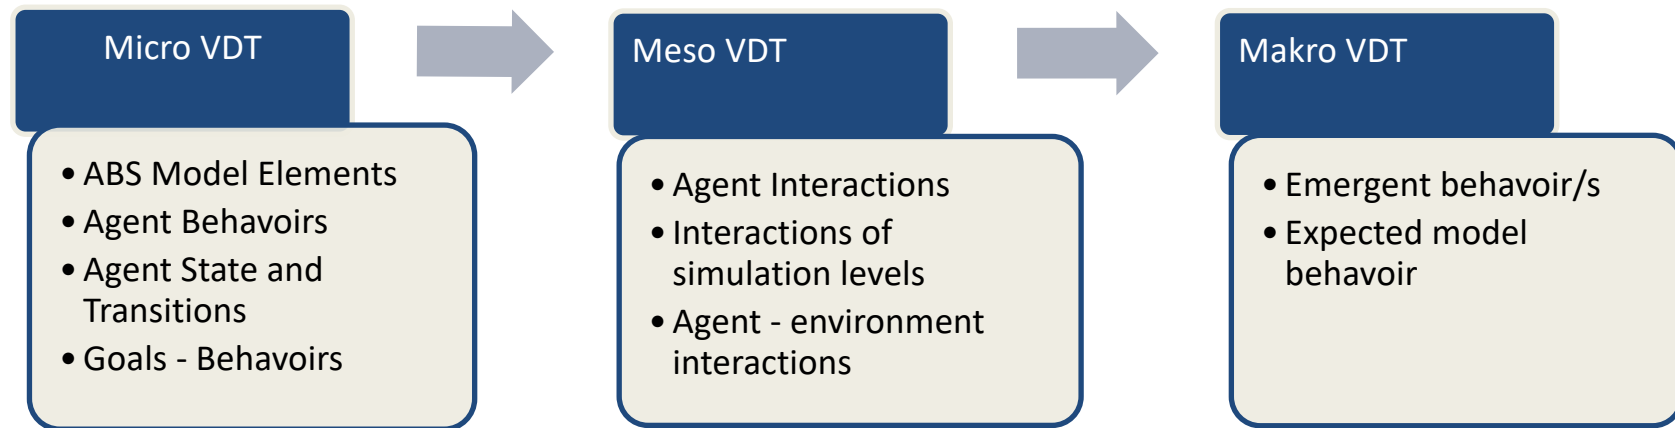 Micro VDT
• ABS Model Elements
• Agent Behavoirs
• Agent State and
Transitions
• Goals - Behavoirs
Meso VDT
• Agent Interactions
• Interactions of
simulation levels
• Agent - environment
interactions
Makro VDT
• Emergent behavoir/s
• Expected model
behavoir